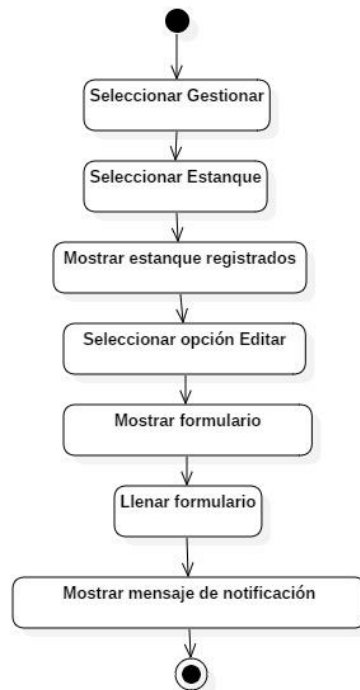 Seleccionar Gestionar
Seleccionar Estanque
Mostrar estanque registrados
Seleccionar opción Editar
Mostrar formulario
Llenar formulario
Mostrar mensaje de notificación